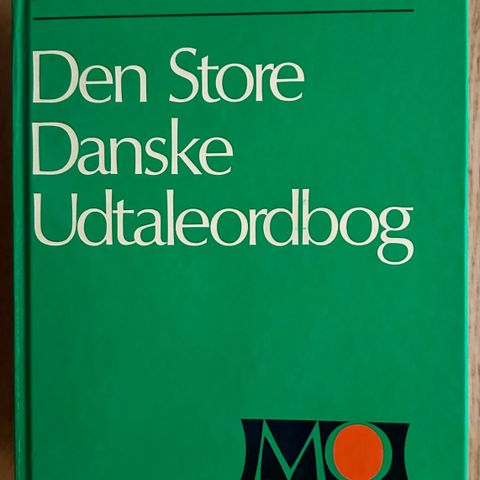 Den Store
Danske
Udtaleordbog
MO